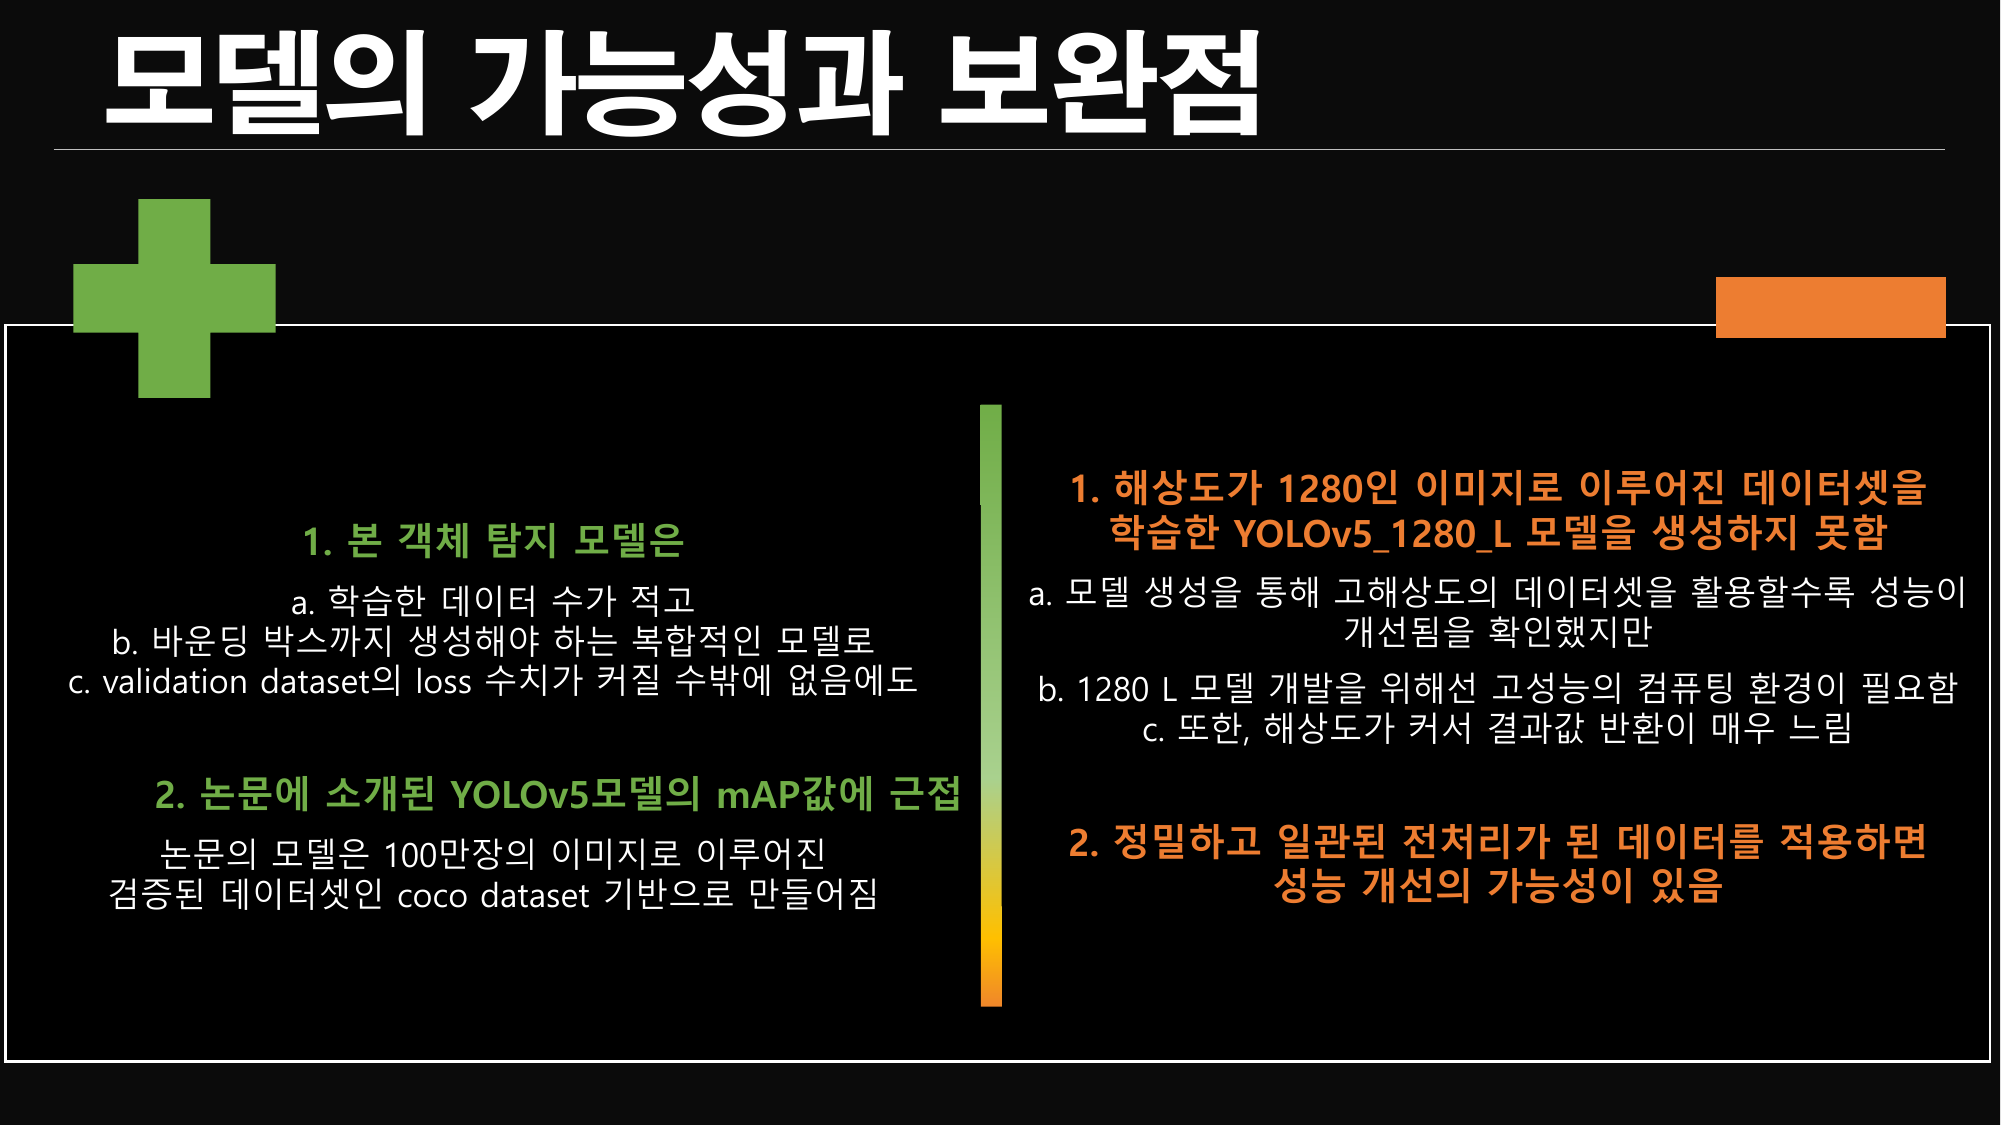 모델의 가능성과 보완점
1. 본 객체 탐지 모델은
a. 학습한 데이터 수가 적고
b. 바운딩 박스까지 생성해야 하는 복합적인 모델로
c. validation dataset의 loss 수치가 커질 수밖에 없음에도
2. 논문에 소개된 YOLOv5모델의 mAP값에 근접
논문의 모델은 100만장의 이미지로 이루어진
검증된 데이터셋인 coco dataset 기반으로 만들어짐
1. 해상도가 1280인 이미지로 이루어진 데이터셋을
학습한 YOLOv5_1280_L 모델을 생성하지 못함
a. 모델 생성을 통해 고해상도의 데이터셋을 활용할수록 성능이
개선됨을 확인했지만
b. 1280 L 모델 개발을 위해선 고성능의 컴퓨팅 환경이 필요함
c. 또한, 해상도가 커서 결과값 반환이 매우 느림
2. 정밀하고 일관된 전처리가 된 데이터를 적용하면
성능 개선의 가능성이 있음